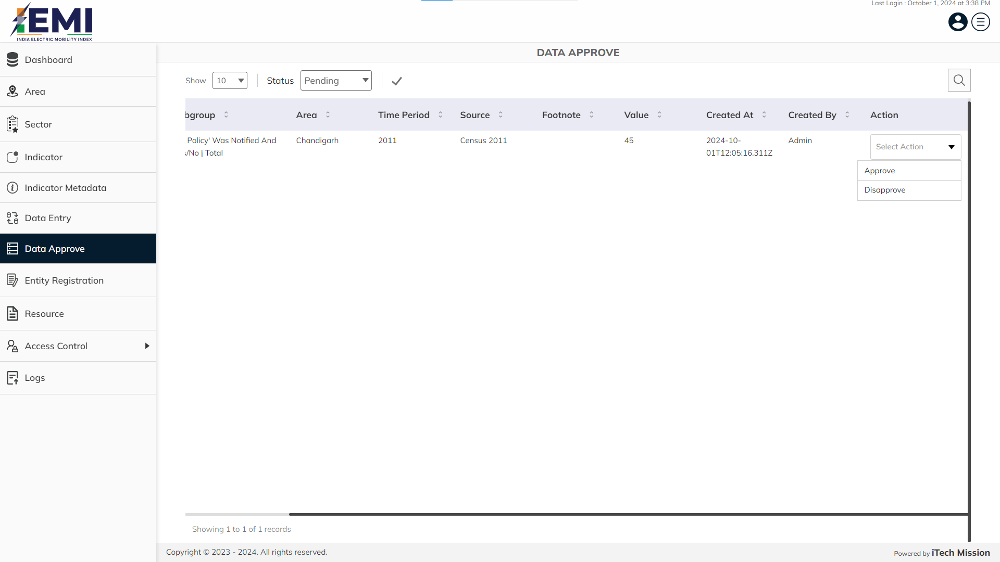 Last Login : October 1, 2024 at 3:38 PM
EMI
INDIA ELECTRIC MOBILITY INDEX
DATA APPROVE
Dashboard
Area
Sector
Indicator
Indicator Metadata
Data Entry
Data Approve
Entity Registration
Resource
Access Control
Logs
Show 10 Status Pending
bgroup Area Time Period Source Footnote Value Created At Created By Action
Policy' Was Notified And Chandigarh 2011 Census 2011 45 2024-10- Admin Select Action
/No | Total 01T12:05:16.311Z
Approve
Disapprove
Showing 1 to 1 of 1 records
Copyright © 2023 - 2024. All rights reserved.
Powered by iTech Mission